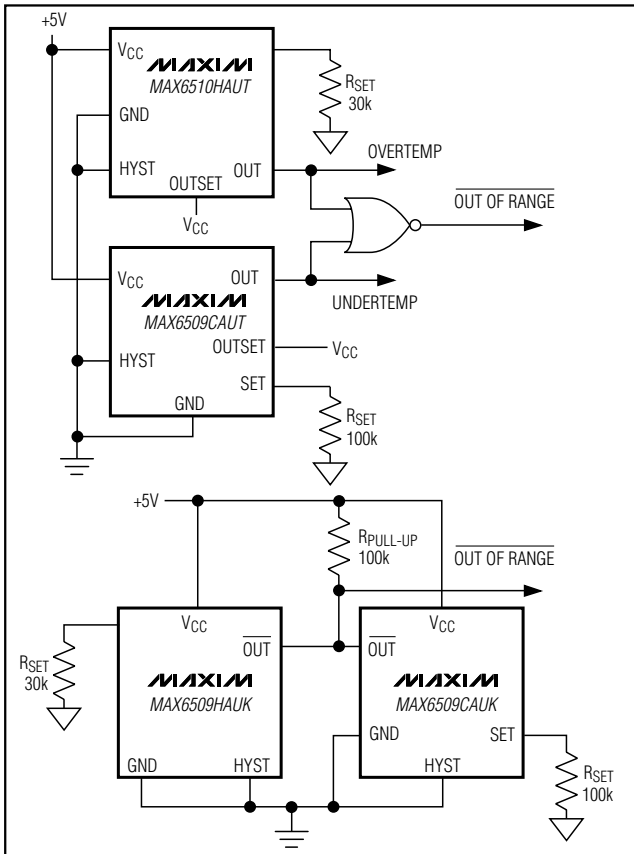 +5V
VCC
MAXIM
MAX6510HAUT
RSET
30k
GND
HYST
OUT
OVERTEMP
OUTSET
VCC
OUT OF RANGE
VCC
OUT
MAXIM
MAX6509CAUT
UNDERTEMP
OUTSET
VCC
HYST
SET
GND
RSET
100k
+5V
RPULL-UP
100k
OUT OF RANGE
VCC
VCC
RSET
30k
OUT
OUT
MAXIM
MAX6509HAUK
MAXIM
MAX6509CAUK
GND
SET
GND
HYST
HYST
RSET
100k